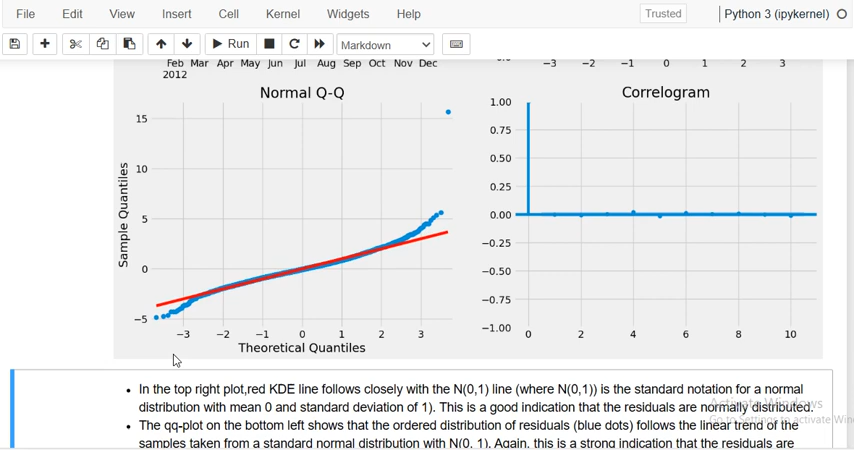 File Edit View Insert Cell Kernel Widgets Help Trusted Python 3 (ipykernel)
Run Markdown
Feb Mar Apr May Jun Jul Aug Sep Oct Nov Dec
2012
−3 −2 −1 0 1 2 3
Normal Q-Q
15
10
5
0
−5
Sample Quantiles
−3 −2 −1 0 1 2 3
Theoretical Quantiles
Correlogram
1.00
0.75
0.50
0.25
0.00
−0.25
−0.50
−0.75
−1.00
0 2 4 6 8 10
• In the top right plot,red KDE line follows closely with the N(0,1) line (where N(0,1)) is the standard notation for a normal
distribution with mean 0 and standard deviation of 1). This is a good indication that the residuals are normally distributed.
• The qq-plot on the bottom left shows that the ordered distribution of residuals (blue dots) follows the linear trend of the
samples taken from a standard normal distribution with N(0, 1). Again, this is a strong indication that the residuals are
Activate Windows
Go to Settings to activate Win